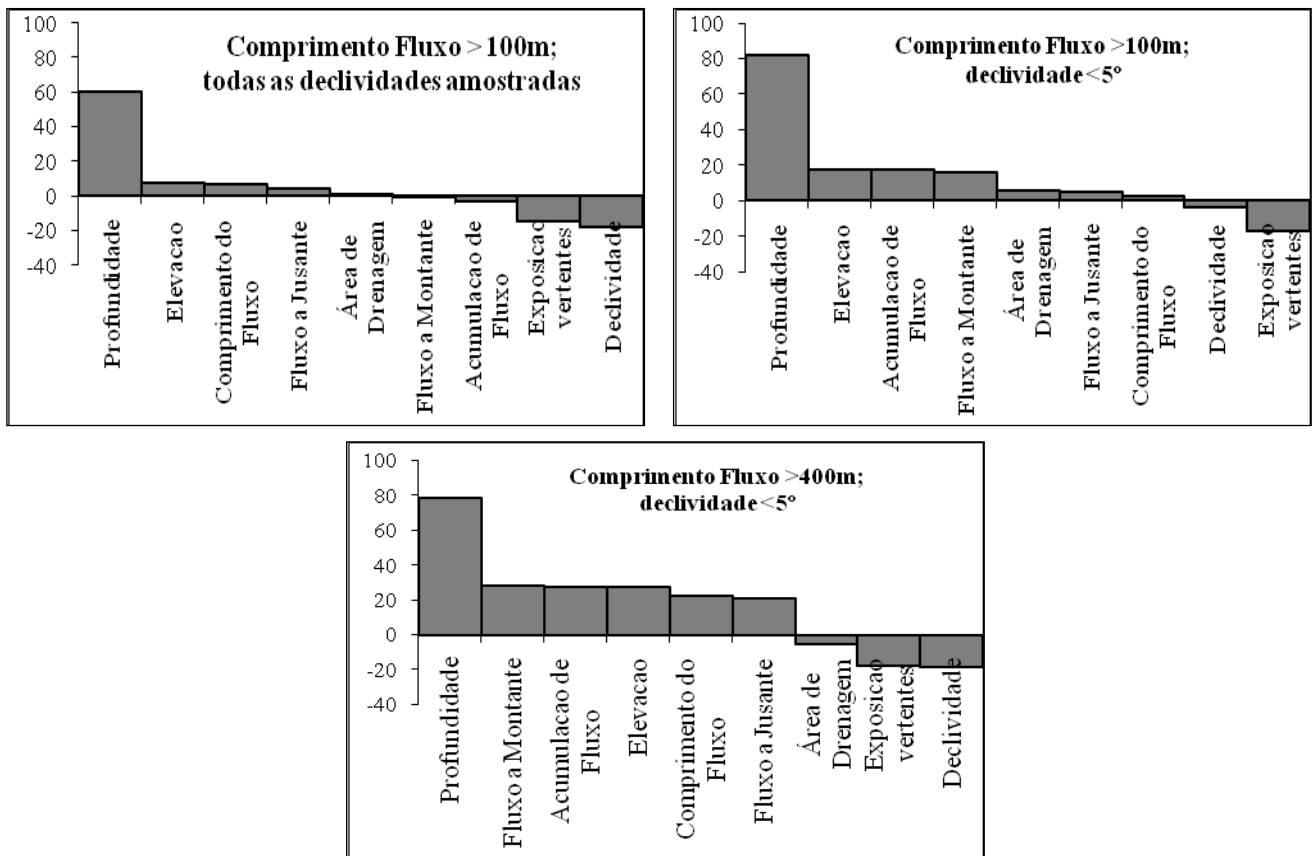 Comprimento Fluxo >100m;
todas as declividades amostradas
100
80
60
40
20
0
-20
-40
Profundidade
Elevacao
Comprimento do
Fluxo
Fluxo a Jusante
Área de
Drenagem
Fluxo a Montante
Acumulacao de
Fluxo
Exposicao
vertentes
Declividade
Comprimento Fluxo >100m;
declividade <5º
100
80
60
40
20
0
-20
-40
Profundidade
Elevacao
Acumulacao de
Fluxo
Fluxo a Montante
Área de
Drenagem
Fluxo a Jusante
Comprimento do
Fluxo
Declividade
Exposicao
vertentes
Comprimento Fluxo >400m;
declividade <5º
100
80
60
40
20
0
-20
-40
Profundidade
Fluxo a Montante
Acumulacao de
Fluxo
Elevacao
Comprimento do
Fluxo
Fluxo a Jusante
Área de
Drenagem
Exposicao
vertentes
Declividade